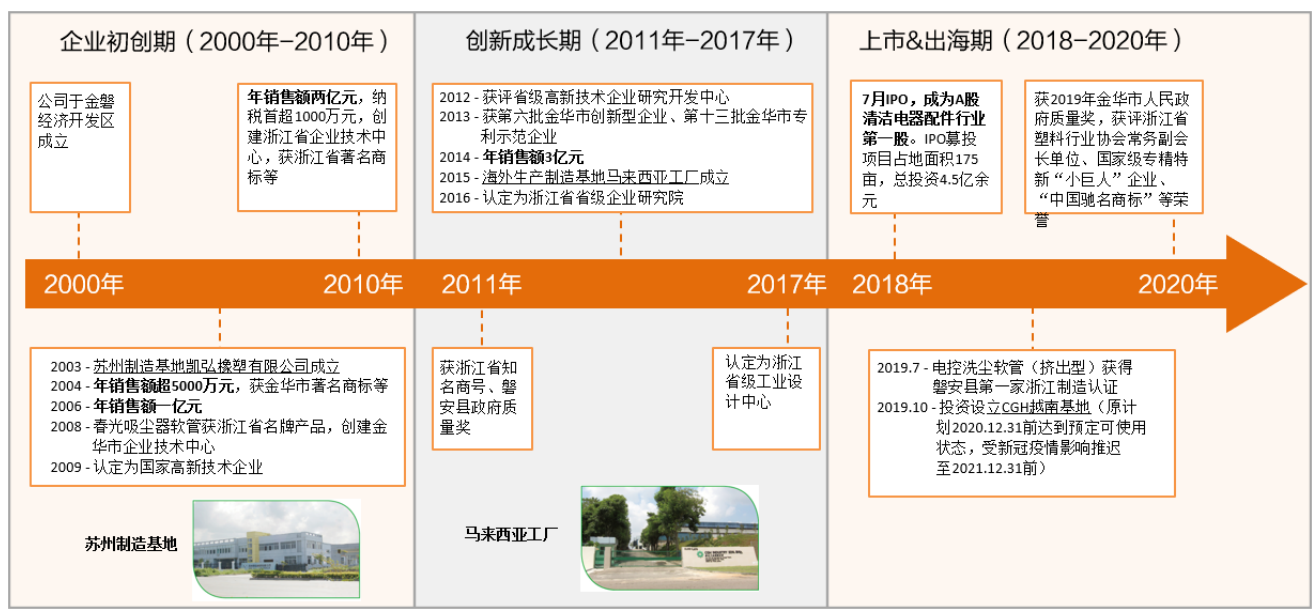 企业初创期（2000年-2010年）
公司于金磐
经济开发区
成立
年销售额两亿元，纳
税首超1000万元，创
建浙江省企业技术中
心，获浙江省著名商
标等
2000年
2010年
2003 - 苏州制造基地凯弘橡塑有限公司成立
2004 - 年销售额超5000万元，获金华市著名商标等
2006 - 年销售额一亿元
2008 - 春光吸尘器软管获浙江省名牌产品，创建金
华市企业技术中心
2009 - 认定为国家高新技术企业
苏州制造基地
创新成长期（2011年-2017年）
2012 - 获评省级高新技术企业研究开发中心
2013 - 获第六批金华市创新型企业、第十三批金华市专
利示范企业
2014 - 年销售额3亿元
2015 - 海外生产制造基地马来西亚工厂成立
2016 - 认定为浙江省省级企业研究院
2011年
2017年
获浙江省知
名商号、磐
安县政府质
量奖
认定为浙江
省级工业设
计中心
马来西亚工厂
上市&出海期（2018-2020年）
7月IPO，成为A股
清洁电器配件行业
第一股。IPO募投
项目占地面积175
亩，总投资4.5亿余
元
获2019年金华市人民政
府质量奖，获评浙江省
塑料行业协会常务副会
长单位、国家级专精特
新“小巨人”企业、
“中国驰名商标”等荣
誉
2018年
2020年
2019.7 - 电控洗尘软管（挤出型）获得
磐安县第一家浙江制造认证
2019.10 - 投资设立CGH越南基地（原计
划2020.12.31前达到预定可使用
状态，受新冠疫情影响推迟
至2021.12.31前）